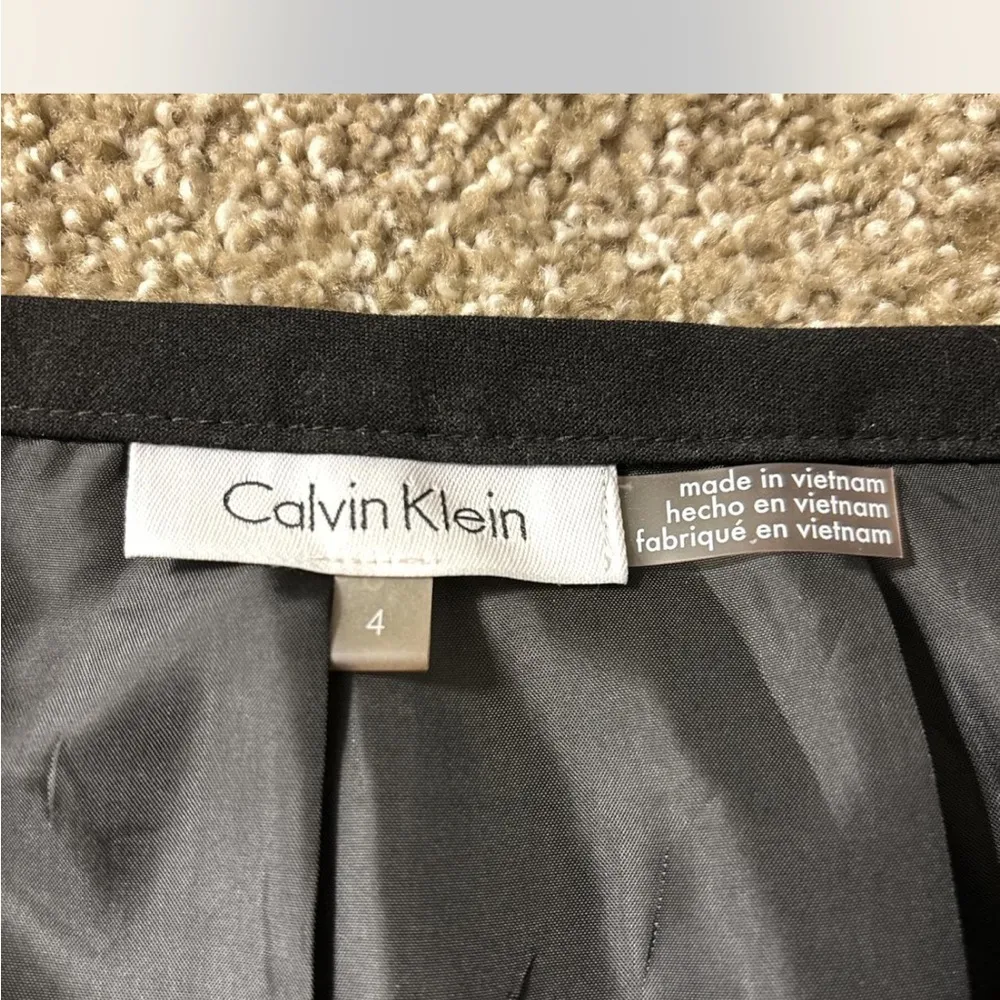 Calvin Klein
made in vietnam
hecho en vietnam
fabriqué en vietnam
4